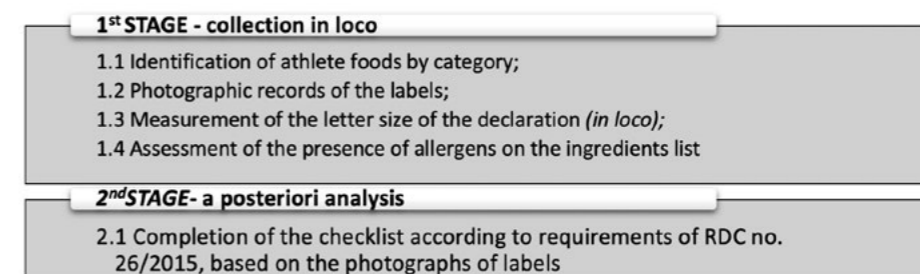 1st STAGE - collection in loco
1.1 Identification of athlete foods by category;
1.2 Photographic records of the labels;
1.3 Measurement of the letter size of the declaration (in loco);
1.4 Assessment of the presence of allergens on the ingredients list
2ndSTAGE- a posteriori analysis
2.1 Completion of the checklist according to requirements of RDC no.
26/2015, based on the photographs of labels